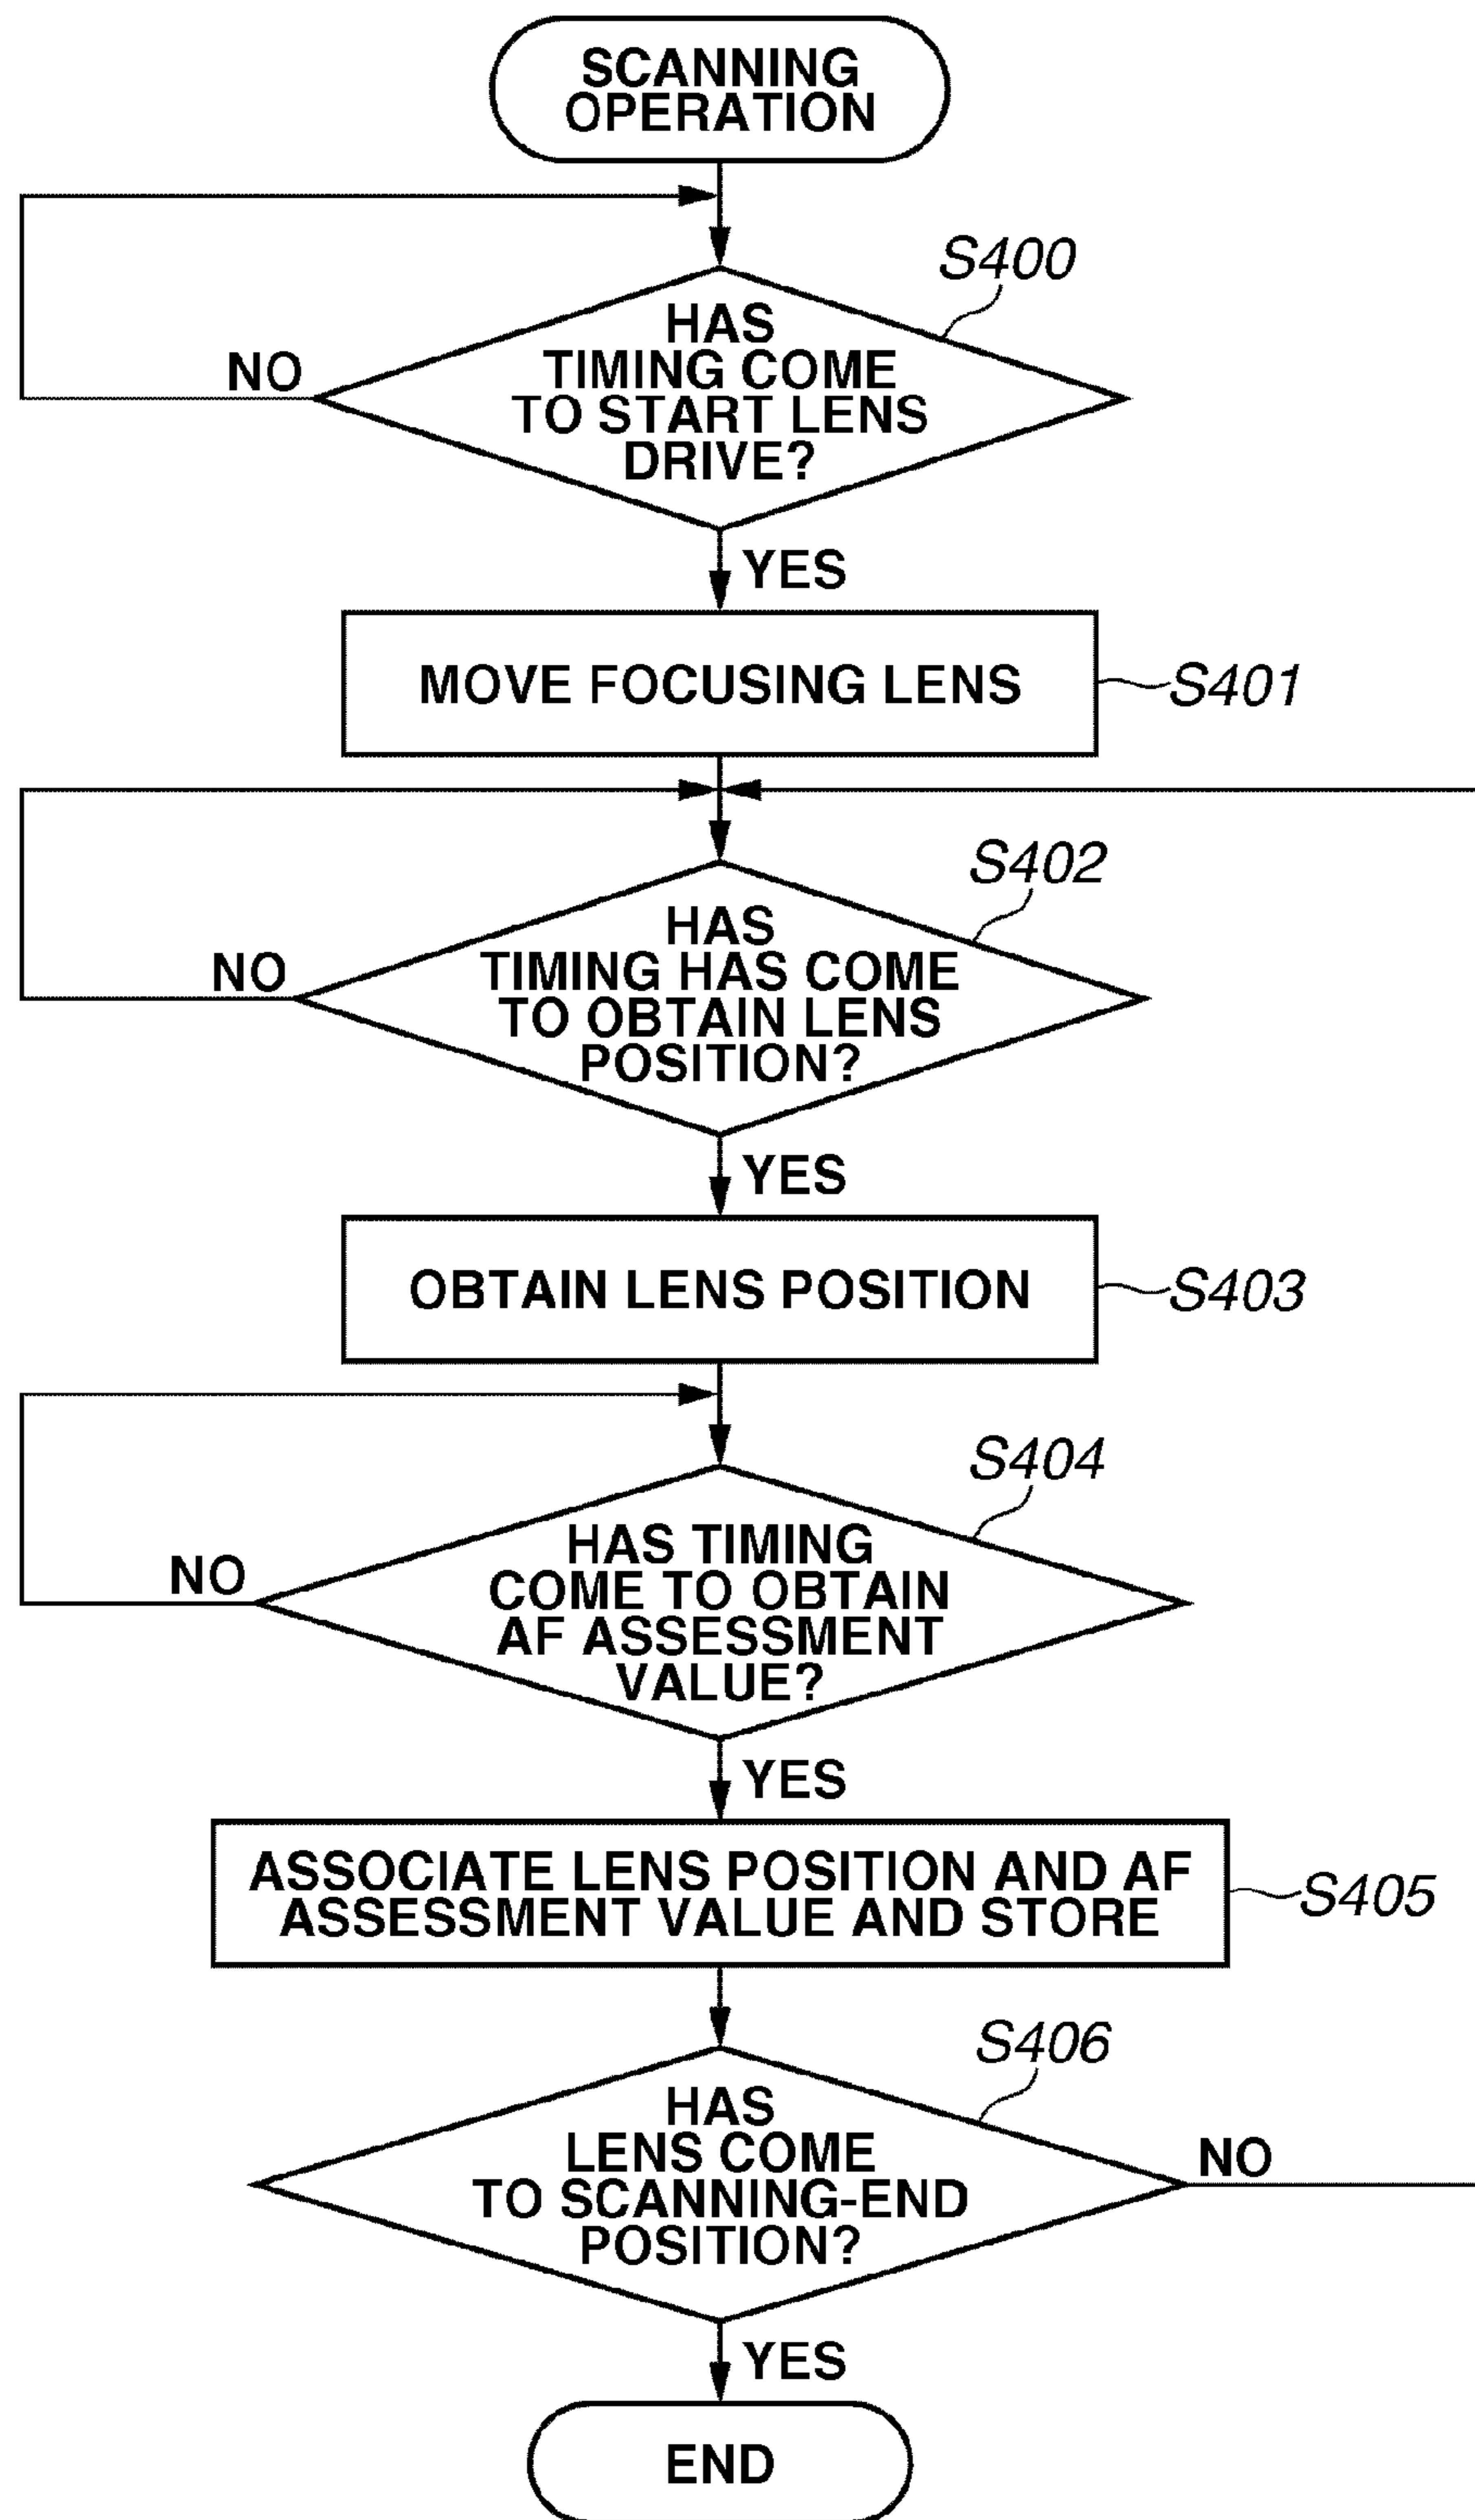 SCANNING
OPERATION
S400
HAS
TIMING COME
TO START LENS
DRIVE?
NO
YES
MOVE FOCUSING LENS
S401
S402
HAS
TIMING HAS COME
TO OBTAIN LENS
POSITION?
NO
YES
OBTAIN LENS POSITION
S403
S404
HAS TIMING
COME TO OBTAIN
AF ASSESSMENT
VALUE?
NO
YES
ASSOCIATE LENS POSITION AND AF
ASSESSMENT VALUE AND STORE
S405
S406
HAS
LENS COME
TO SCANNING-END
POSITION?
NO
YES
END